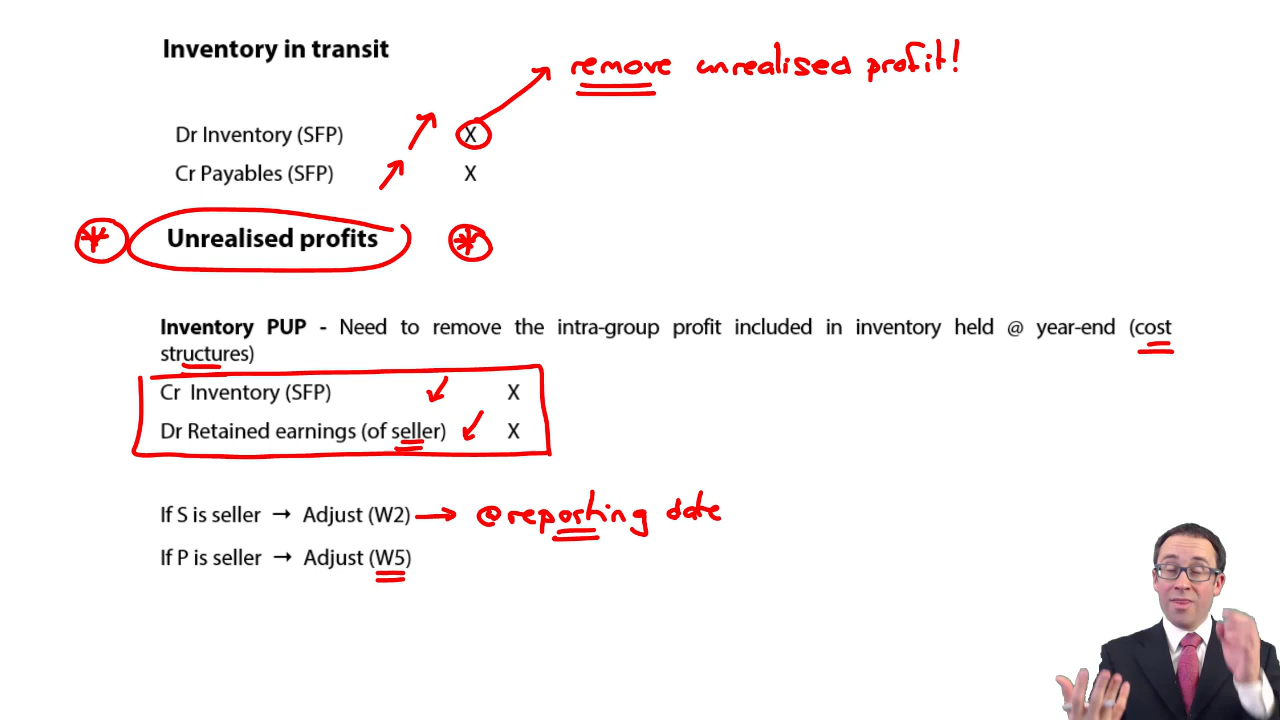 Inventory in transit
remove unrealised profit!
Dr Inventory (SFP) X
Cr Payables (SFP) X
* Unrealised profits *
Inventory PUP - Need to remove the intra-group profit included in inventory held @ year-end (cost
structures)
Cr Inventory (SFP) X
Dr Retained earnings (of seller) X
If S is seller → Adjust (W2) → @reporting date
If P is seller → Adjust (W5)